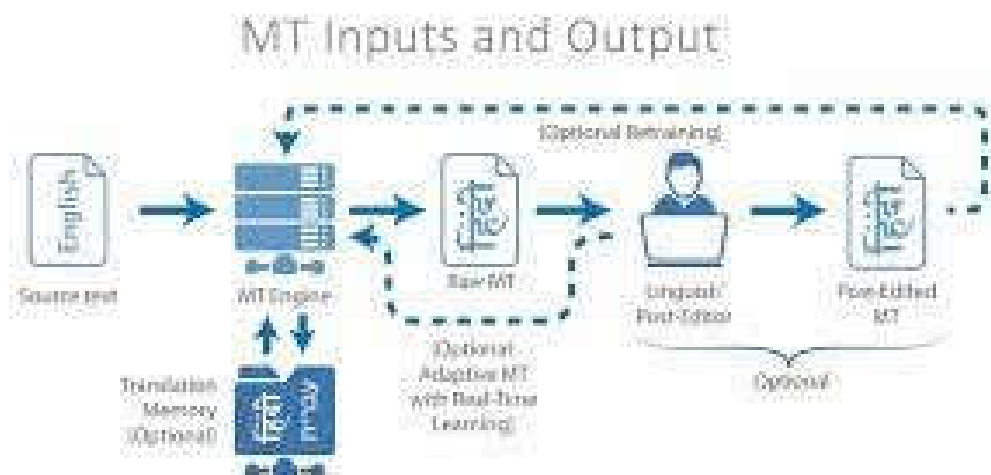 MT Inputs and Output
(Optional Retraining)
English
Source text
MT Engine
Raw MT
Linguist/
Post-Editor
Post-Edited
MT
Optional
(Optional
Adaptive MT
with Real-Time
Learning)
Translation
Memory
(Optional)